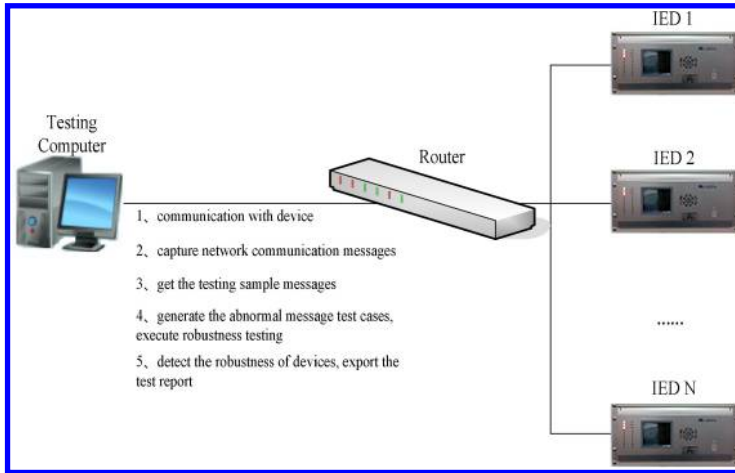 IED 1
Testing
Computer
Router
IED 2
1、communication with device
2、capture network communication messages
3、get the testing sample messages
4、generate the abnormal message test cases,
execute robustness testing
5、detect the robustness of devices, export the
test report
......
IED N